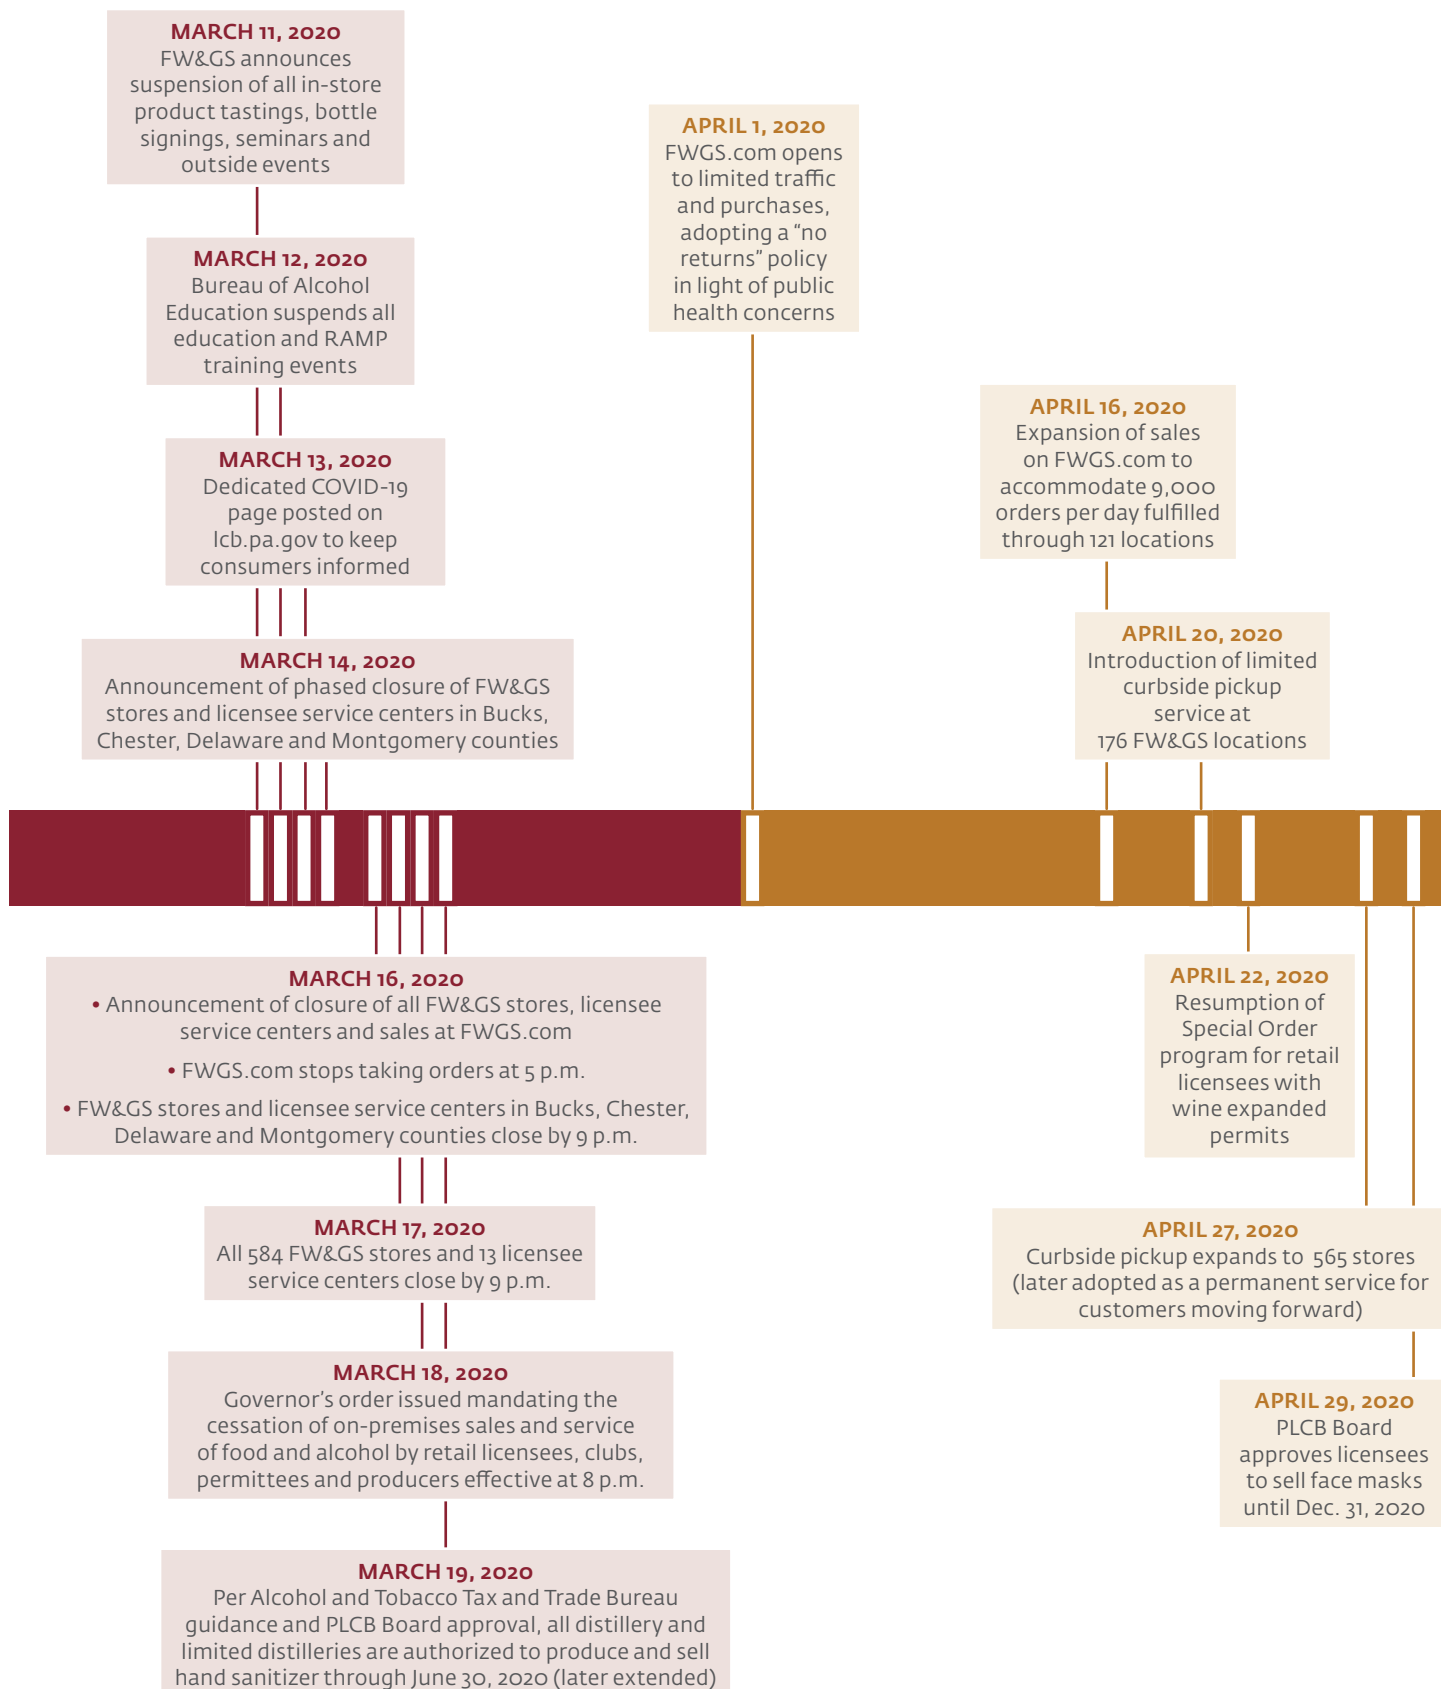 MARCH 11, 2020
FW&GS announces
suspension of all in-store
product tastings, bottle
signings, seminars and
outside events
MARCH 12, 2020
Bureau of Alcohol
Education suspends all
education and RAMP
training events
MARCH 13, 2020
Dedicated COVID-19
page posted on
lcb.pa.gov to keep
consumers informed
MARCH 14, 2020
Announcement of phased closure of FW&GS
stores and licensee service centers in Bucks,
Chester, Delaware and Montgomery counties
MARCH 16, 2020
• Announcement of closure of all FW&GS stores, licensee
service centers and sales at FWGS.com
• FWGS.com stops taking orders at 5 p.m.
• FW&GS stores and licensee service centers in Bucks, Chester,
Delaware and Montgomery counties close by 9 p.m.
MARCH 17, 2020
All 584 FW&GS stores and 13 licensee
service centers close by 9 p.m.
MARCH 18, 2020
Governor's order issued mandating the
cessation of on-premises sales and service
of food and alcohol by retail licensees, clubs,
permittees and producers effective at 8 p.m.
MARCH 19, 2020
Per Alcohol and Tobacco Tax and Trade Bureau
guidance and PLCB Board approval, all distillery and
limited distilleries are authorized to produce and sell
hand sanitizer through June 30, 2020 (later extended)
APRIL 1, 2020
FWGS.com opens
to limited traffic
and purchases,
adopting a "no
returns" policy
in light of public
health concerns
APRIL 16, 2020
Expansion of sales
on FWGS.com to
accommodate 9,000
orders per day fulfilled
through 121 locations
APRIL 20, 2020
Introduction of limited
curbside pickup
service at
176 FW&GS locations
APRIL 22, 2020
Resumption of
Special Order
program for retail
licensees with
wine expanded
permits
APRIL 27, 2020
Curbside pickup expands to 565 stores
(later adopted as a permanent service for
customers moving forward)
APRIL 29, 2020
PLCB Board
approves licensees
to sell face masks
until Dec. 31, 2020